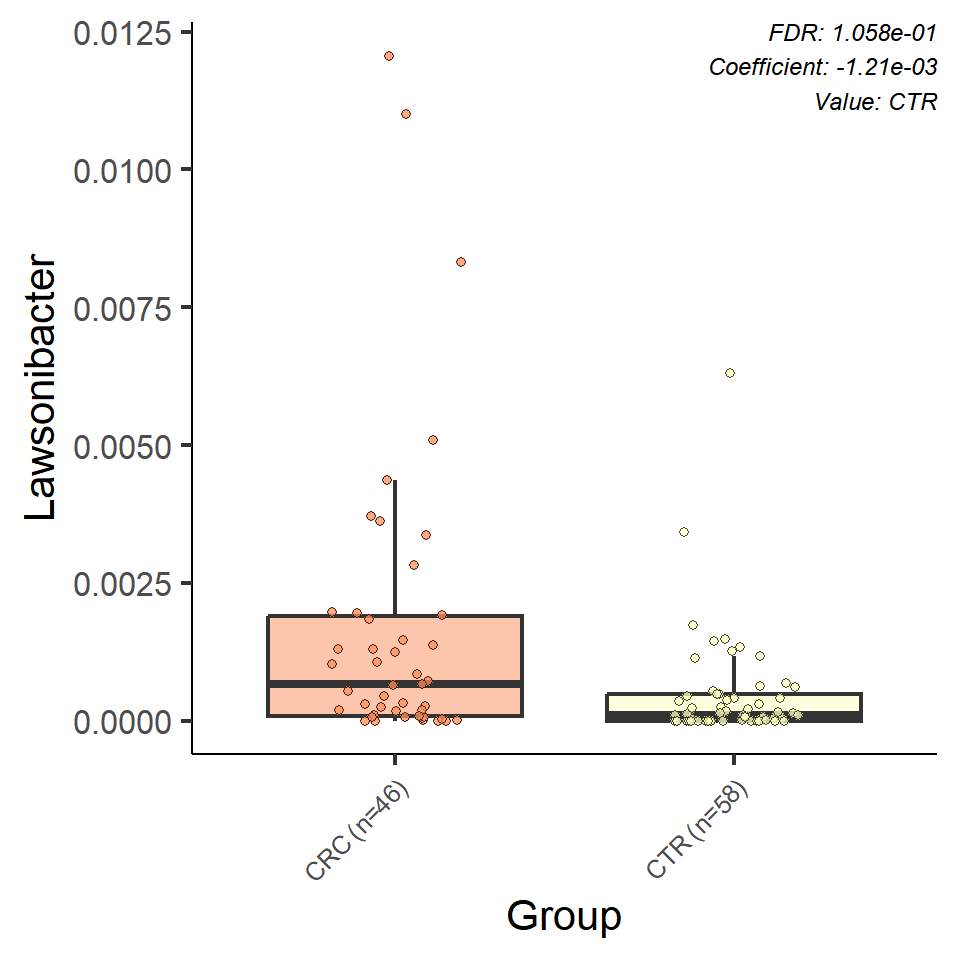 FDR: 1.058e-01
Coefficient: -1.21e-03
Value: CTR
0.0125
0.0100
0.0075
0.0050
0.0025
0.0000
Lawsonibacter
CRC (n=46)
CTR (n=58)
Group